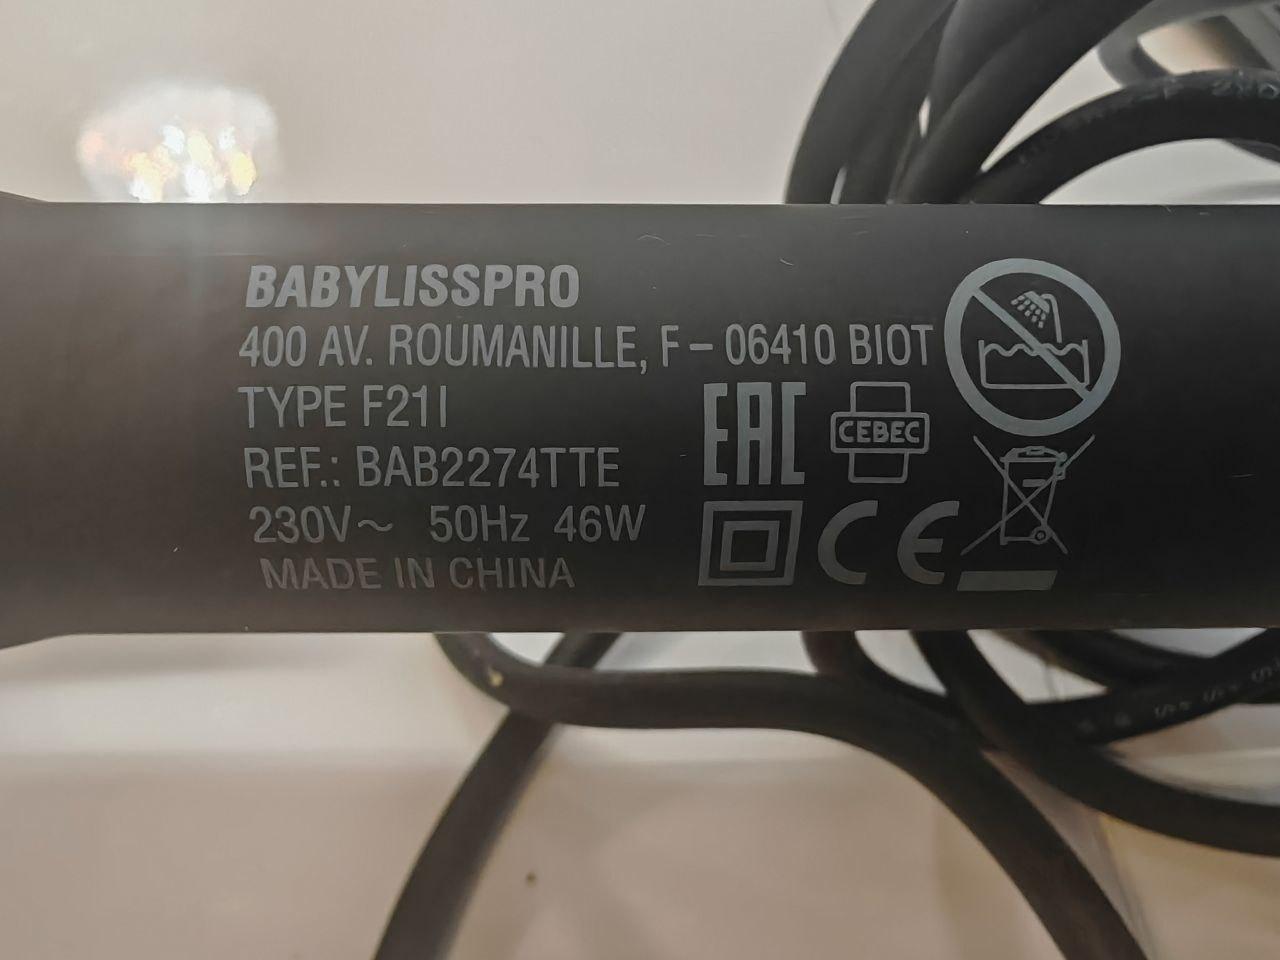 BABYLISSPRO
400 AV. ROUMANILLE, F – 06410 BIOT
TYPE F21I
REF.: BAB2274TTE
230V~ 50Hz 46W
MADE IN CHINA
EAC
CEBEC
CE